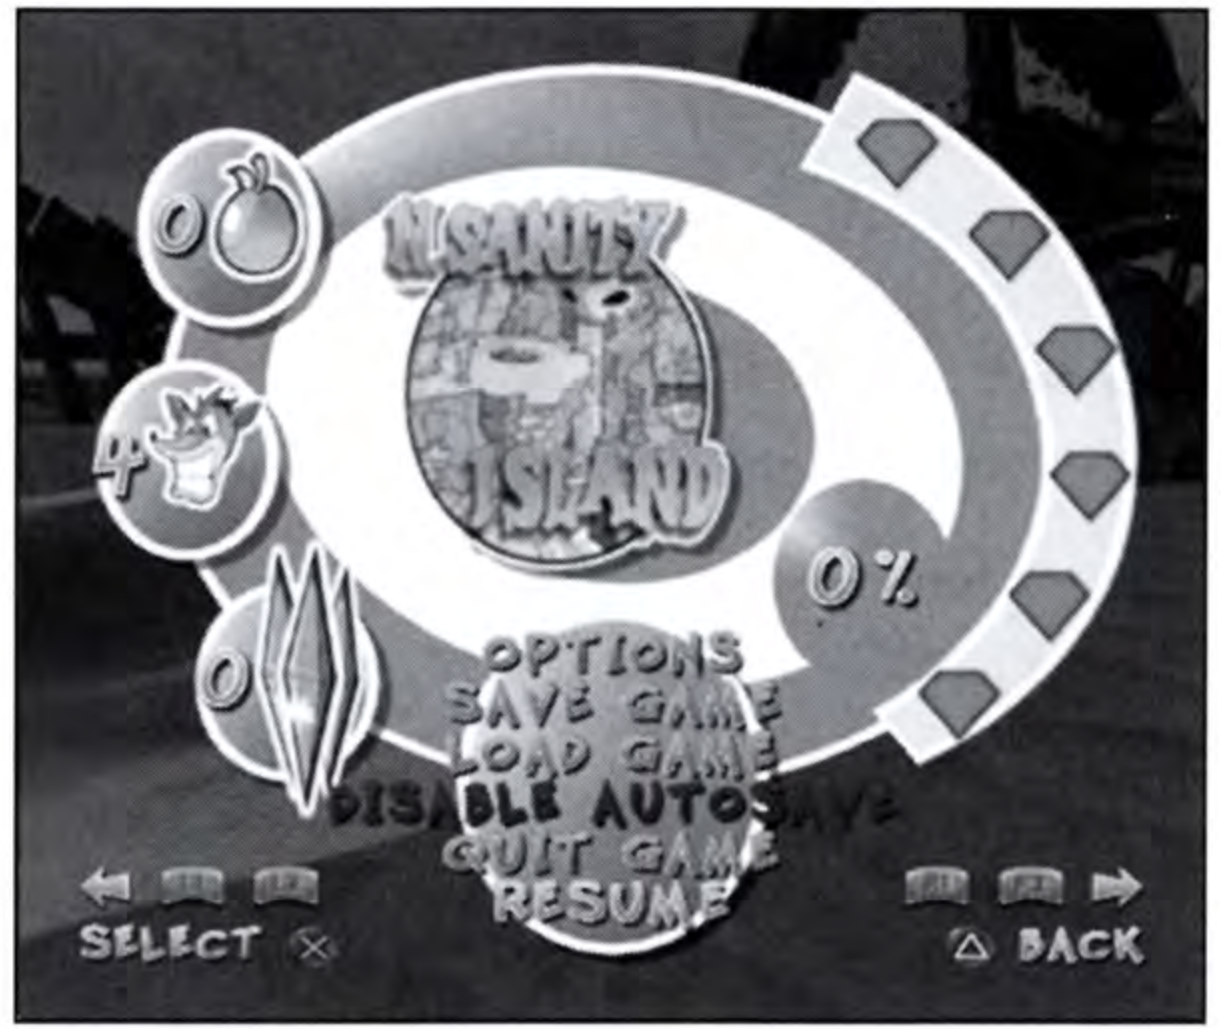 0
N.SANITY
ISLAND
4
0
0%
OPTIONS
SAVE GAME
LOAD GAME
DISABLE AUTOSAVE
QUIT GAME
RESUME
SELECT
BACK